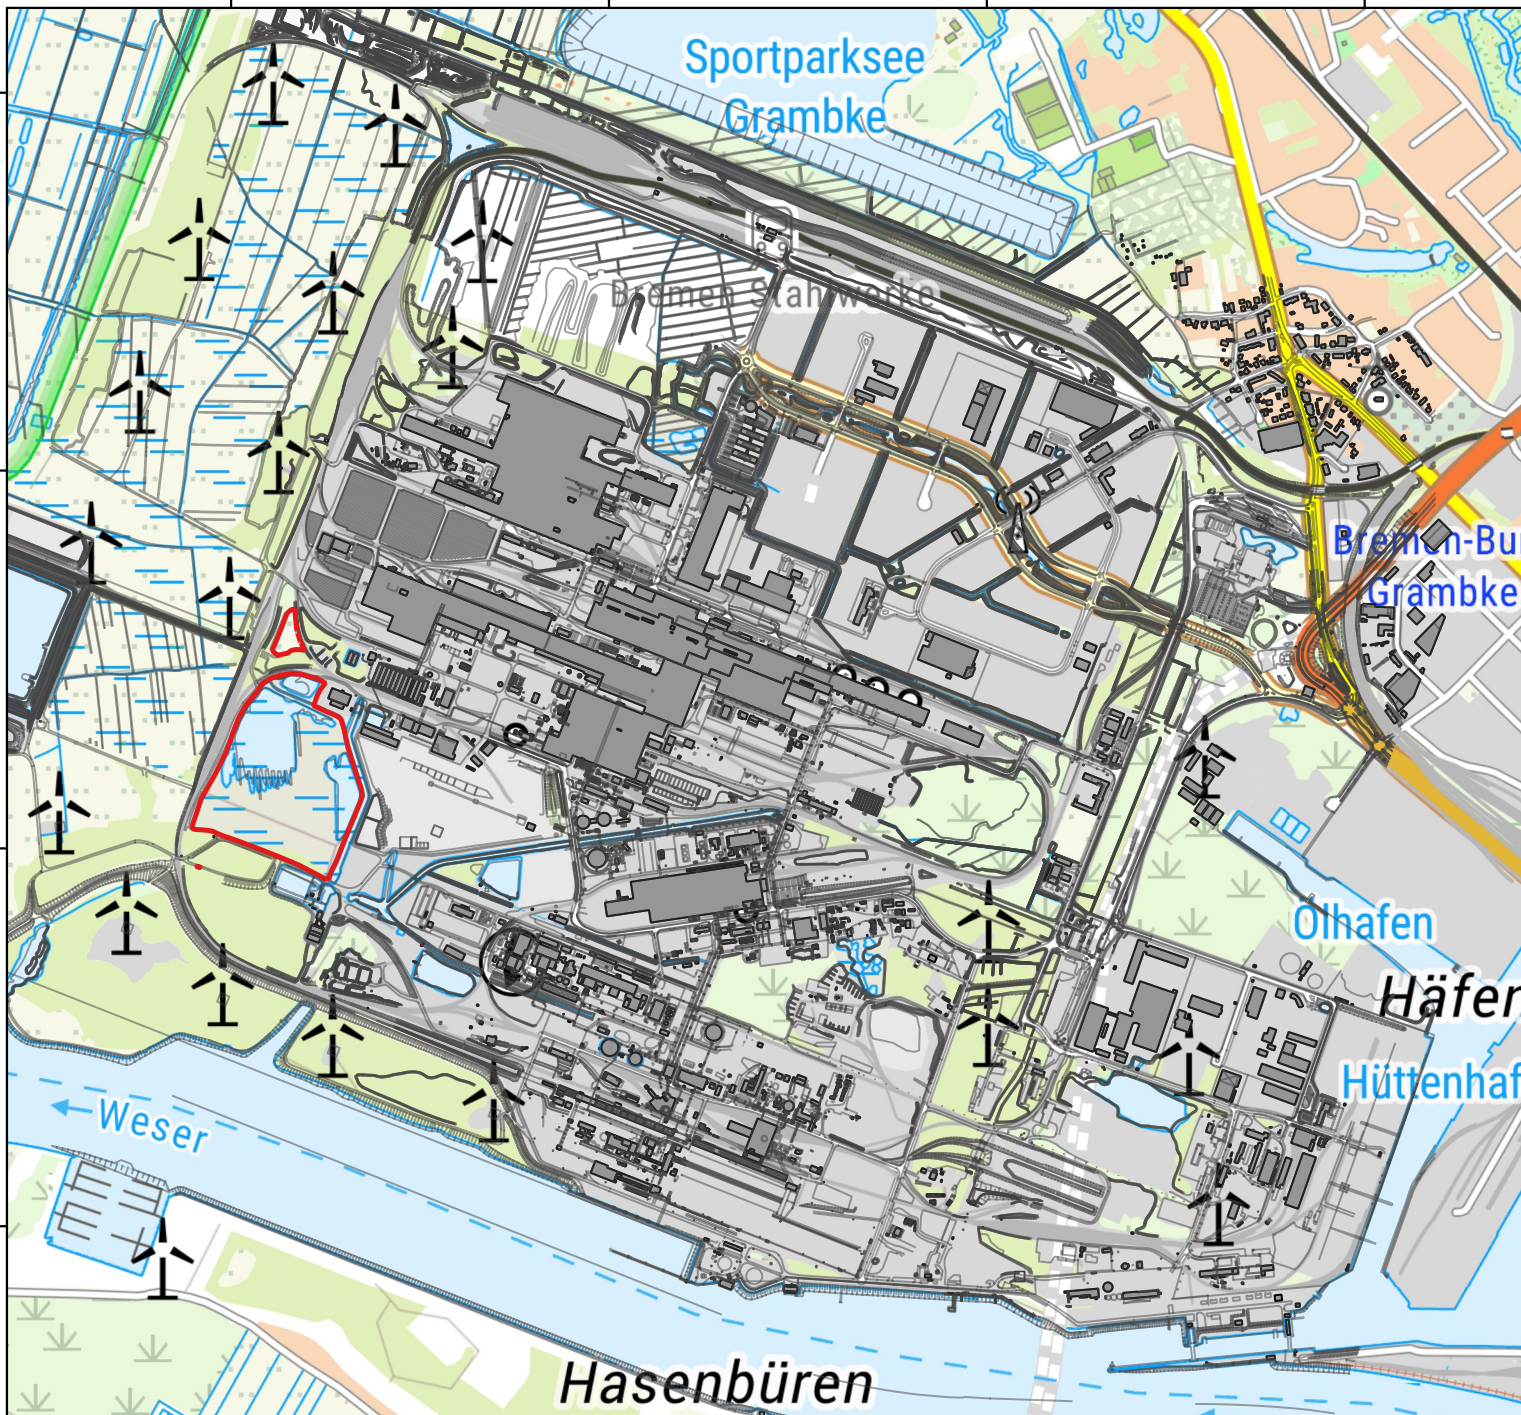 Sportparksee
Grambke
Bremen Stahlwerke
Bremen-Bu
Grambke
Ölhafen
Häfen
Hüttenhaf
Weser
Hasenbüren